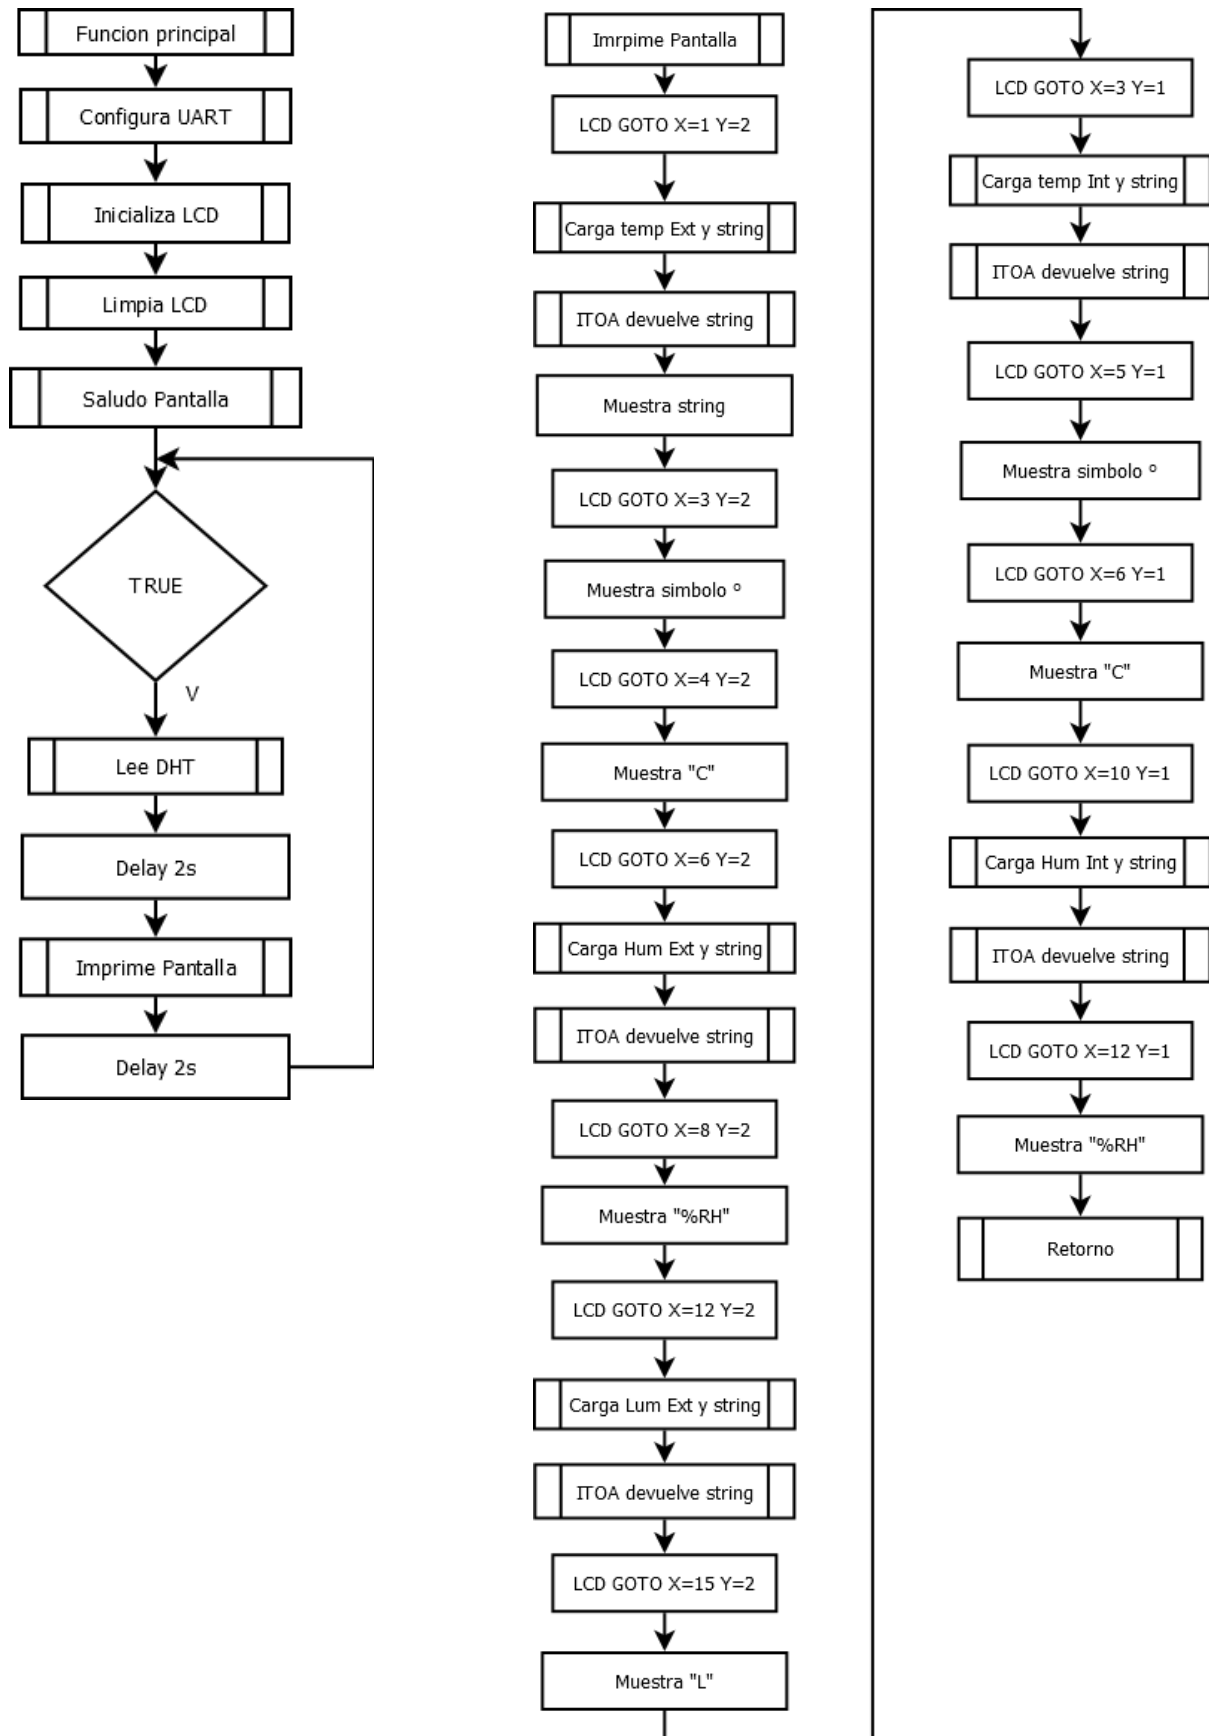 Funcion principal
Configura UART
Inicializa LCD
Limpia LCD
Saludo Pantalla
TRUE
V
Lee DHT
Delay 2s
Imprime Pantalla
Delay 2s
Imrpime Pantalla
LCD GOTO X=1 Y=2
Carga temp Ext y string
ITOA devuelve string
Muestra string
LCD GOTO X=3 Y=2
Muestra simbolo º
LCD GOTO X=4 Y=2
Muestra "C"
LCD GOTO X=6 Y=2
Carga Hum Ext y string
ITOA devuelve string
LCD GOTO X=8 Y=2
Muestra "%RH"
LCD GOTO X=12 Y=2
Carga Lum Ext y string
ITOA devuelve string
LCD GOTO X=15 Y=2
Muestra "L"
LCD GOTO X=3 Y=1
Carga temp Int y string
ITOA devuelve string
LCD GOTO X=5 Y=1
Muestra simbolo º
LCD GOTO X=6 Y=1
Muestra "C"
LCD GOTO X=10 Y=1
Carga Hum Int y string
ITOA devuelve string
LCD GOTO X=12 Y=1
Muestra "%RH"
Retorno